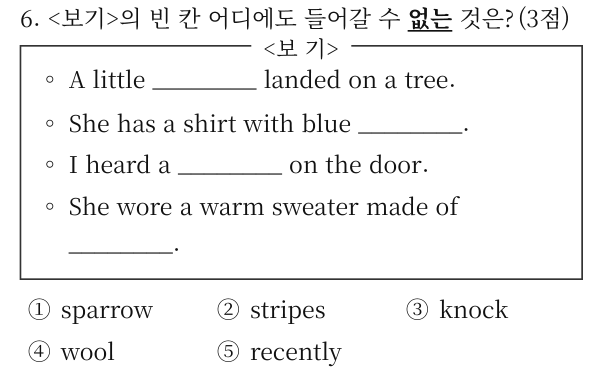 6. <보기>의 빈 칸 어디에도 들어갈 수 없는 것은? (3점)
<보 기>
◦ A little ________ landed on a tree.
◦ She has a shirt with blue ________.
◦ I heard a ________ on the door.
◦ She wore a warm sweater made of
________.
① sparrow ② stripes ③ knock
④ wool ⑤ recently